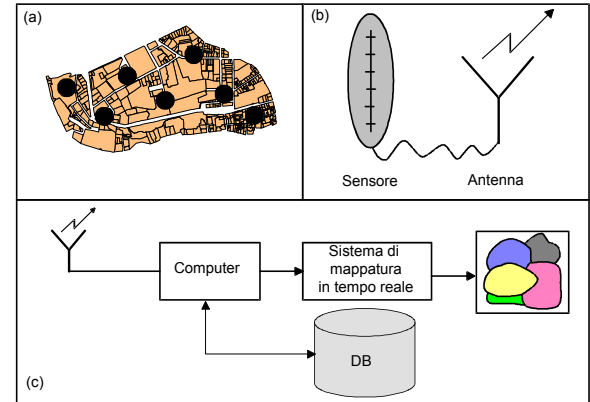 (a)
(b)
Sensore
Antenna
Computer
Sistema di
mappatura
in tempo reale
DB
(c)